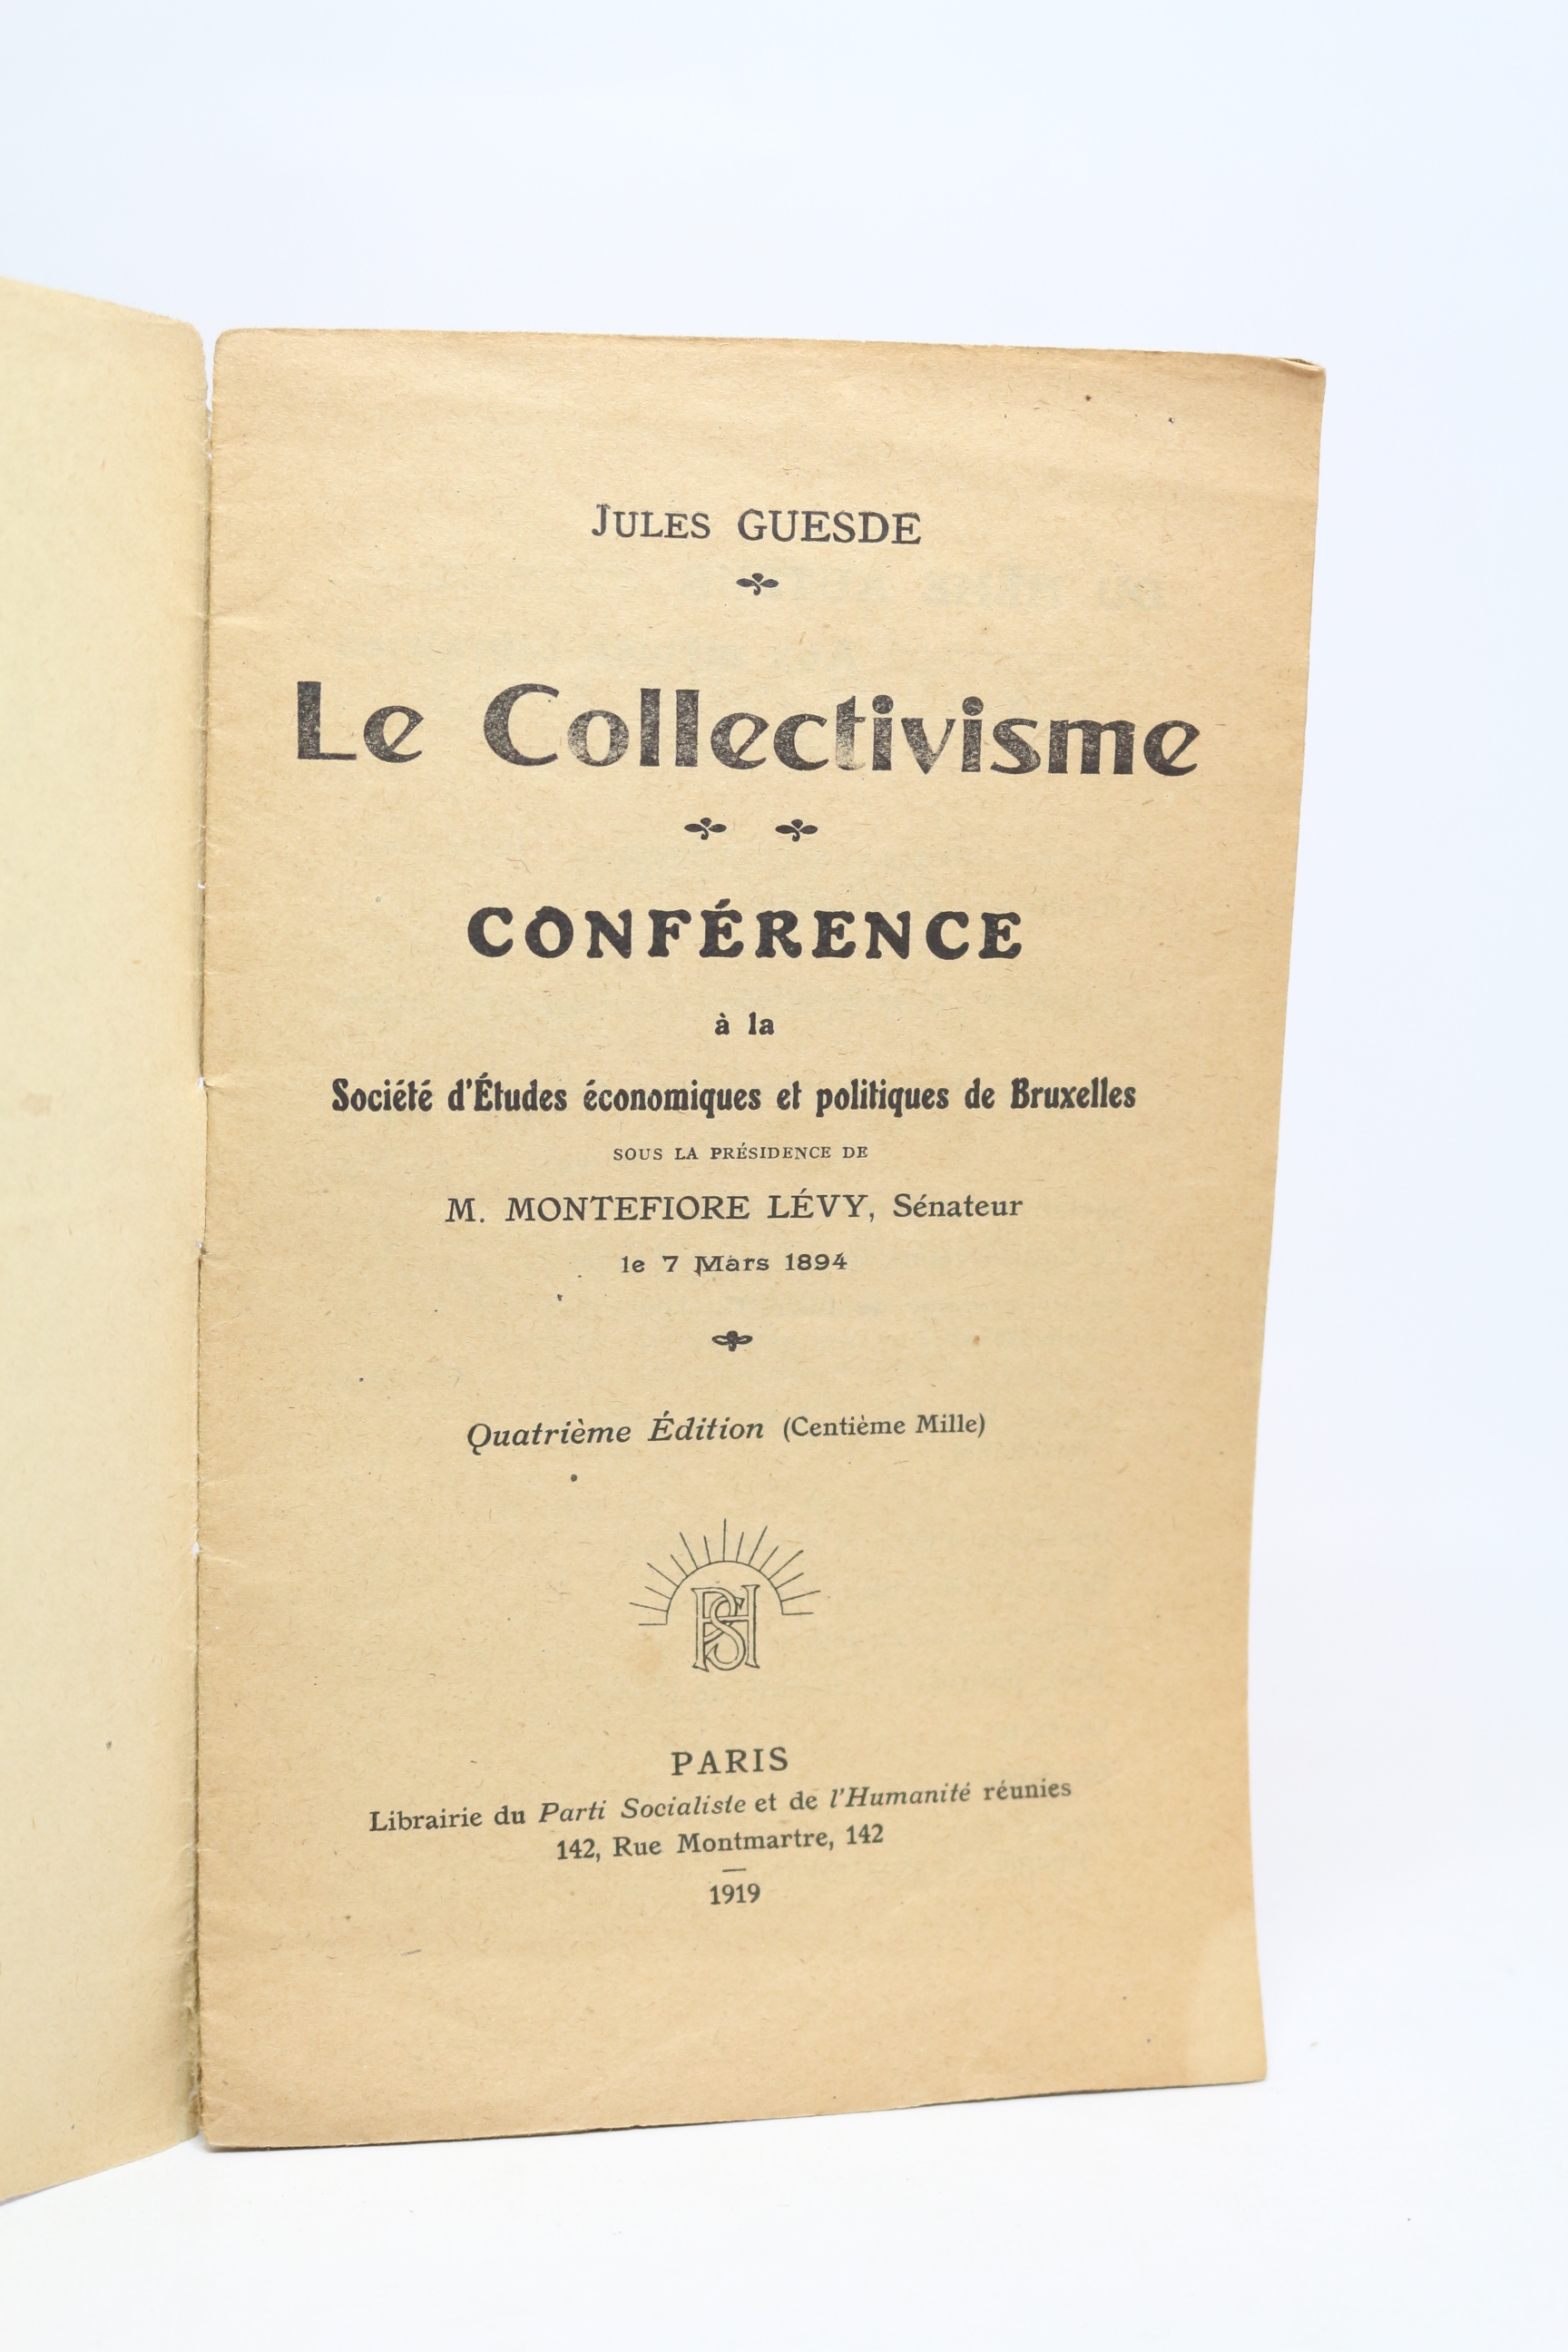 JULES GUESDE
Le Collectivisme
CONFÉRENCE
à la
Société d'Études économiques et politiques de Bruxelles
SOUS LA PRÉSIDENCE DE
M. MONTEFIORE LÉVY, Sénateur
le 7 Mars 1894
Quatrième Édition (Centième Mille)
PSH
PARIS
Librairie du Parti Socialiste et de l'Humanité réunies
142, Rue Montmartre, 142
1919